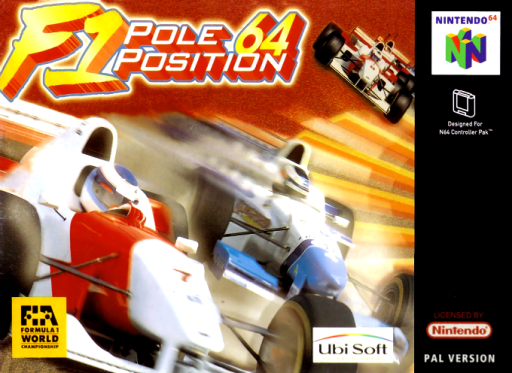 F1 POLE 64
POSITION
NINTENDO 64
N
Designed For
N64 Controller Pak™
FIA
FORMULA 1
WORLD
CHAMPIONSHIP
Ubi Soft
LICENSED BY
Nintendo®
PAL VERSION